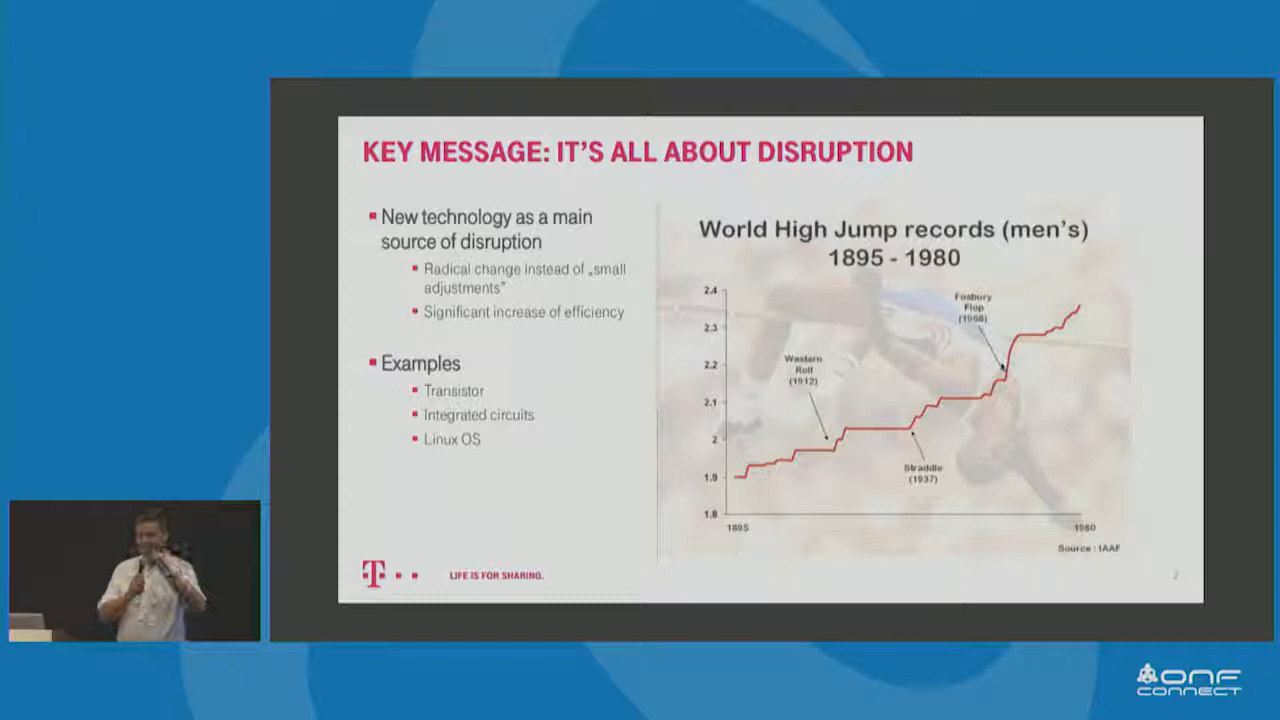 KEY MESSAGE: IT'S ALL ABOUT DISRUPTION
New technology as a main
source of disruption
Radical change instead of „small
adjustments"
Significant increase of efficiency
Examples
Transistor
Integrated circuits
Linux OS
World High Jump records (men's)
1895 - 1980
2.4
2.3
2.2
2.1
2
1.9
1.8
Western
Roll
(1912)
Straddle
(1937)
Fosbury
Flop
(1968)
1895
1980
Source : IAAF
T
LIFE IS FOR SHARING.
2
ONF
CONNECT